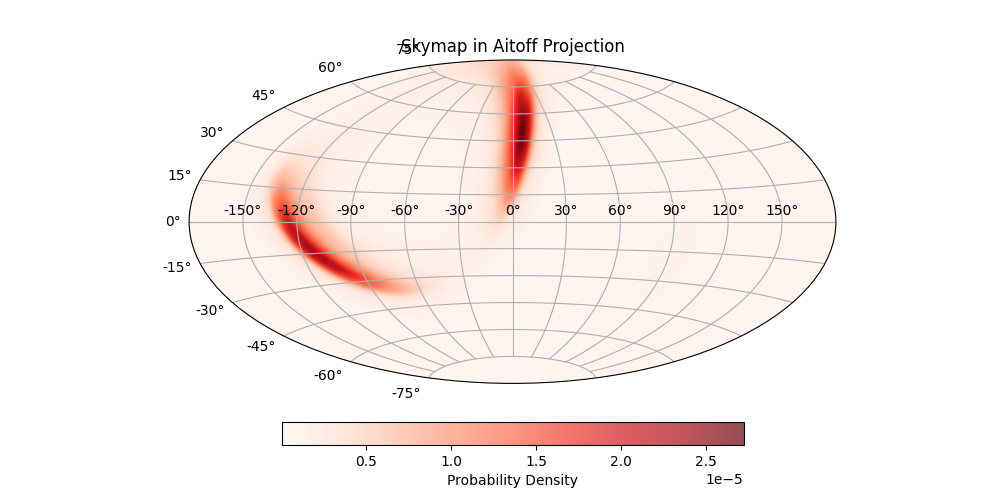 Skymap in Aitoff Projection
75°
60°
45°
30°
15°
-150° -120° -90° -60° -30° 0° 30° 60° 90° 120° 150°
0°
-15°
-30°
-45°
-60°
-75°
0.5 1.0 1.5 2.0 2.5
1e−5
Probability Density